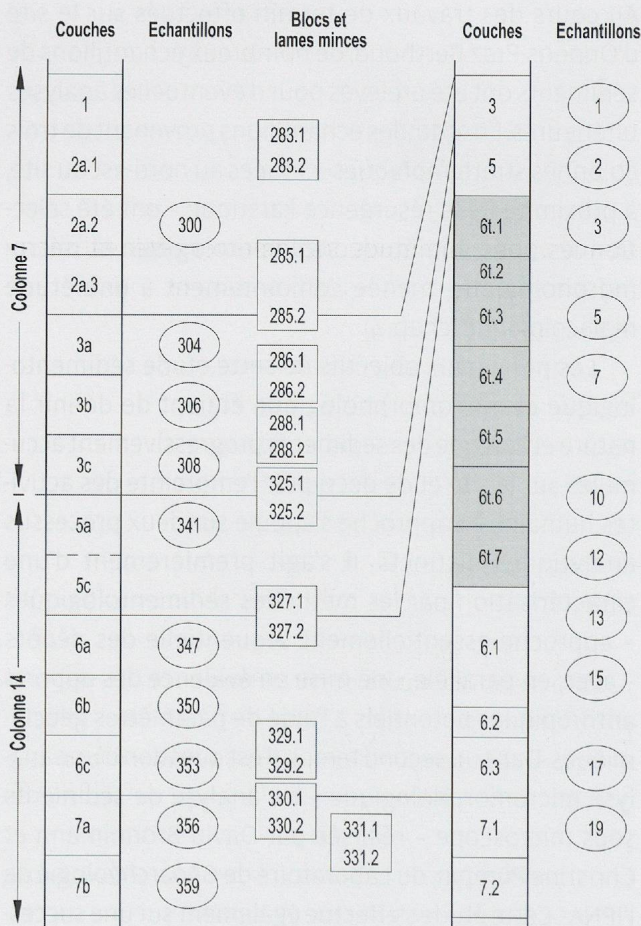 Couches
Echantillons
Blocs et
lames minces
Couches
Echantillons
Colonne 7
Colonne 14
1
2a.1
2a.2
2a.3
3a
3b
3c
5a
5c
6a
6b
6c
7a
7b
300
304
306
308
341
347
350
353
356
359
283.1
283.2
285.1
285.2
286.1
286.2
288.1
288.2
325.1
325.2
327.1
327.2
329.1
329.2
330.1
330.2
331.1
331.2
3
5
6t.1
6t.2
6t.3
6t.4
6t.5
6t.6
6t.7
6.1
6.2
6.3
7.1
7.2
1
2
3
5
7
10
12
13
15
17
19